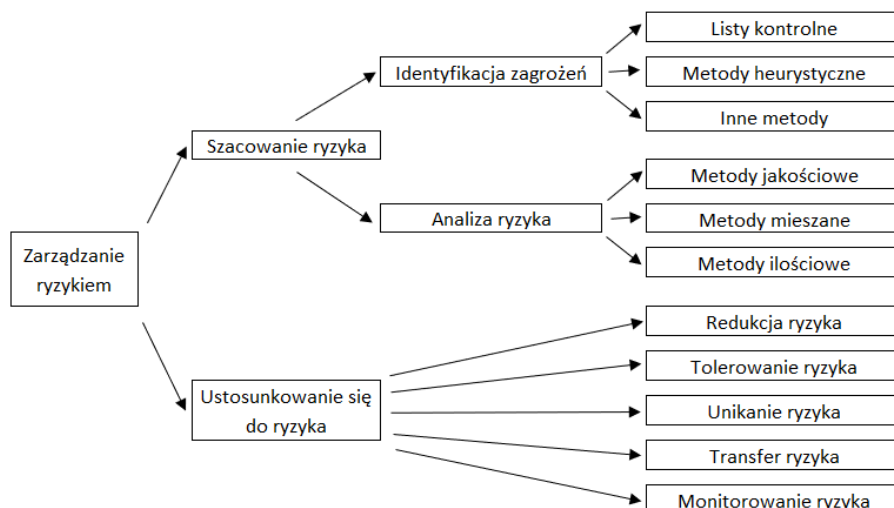 Zarządzanie
ryzykiem
Szacowanie ryzyka
Identyfikacja zagrożeń
Listy kontrolne
Metody heurystyczne
Inne metody
Analiza ryzyka
Metody jakościowe
Metody mieszane
Metody ilościowe
Ustosunkowanie się
do ryzyka
Redukcja ryzyka
Tolerowanie ryzyka
Unikanie ryzyka
Transfer ryzyka
Monitorowanie ryzyka